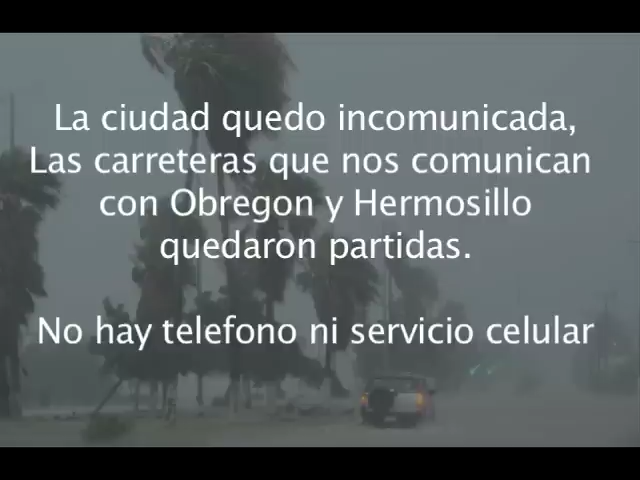 La ciudad quedo incomunicada,
Las carreteras que nos comunican
con Obregon y Hermosillo
quedaron partidas.
No hay telefono ni servicio celular